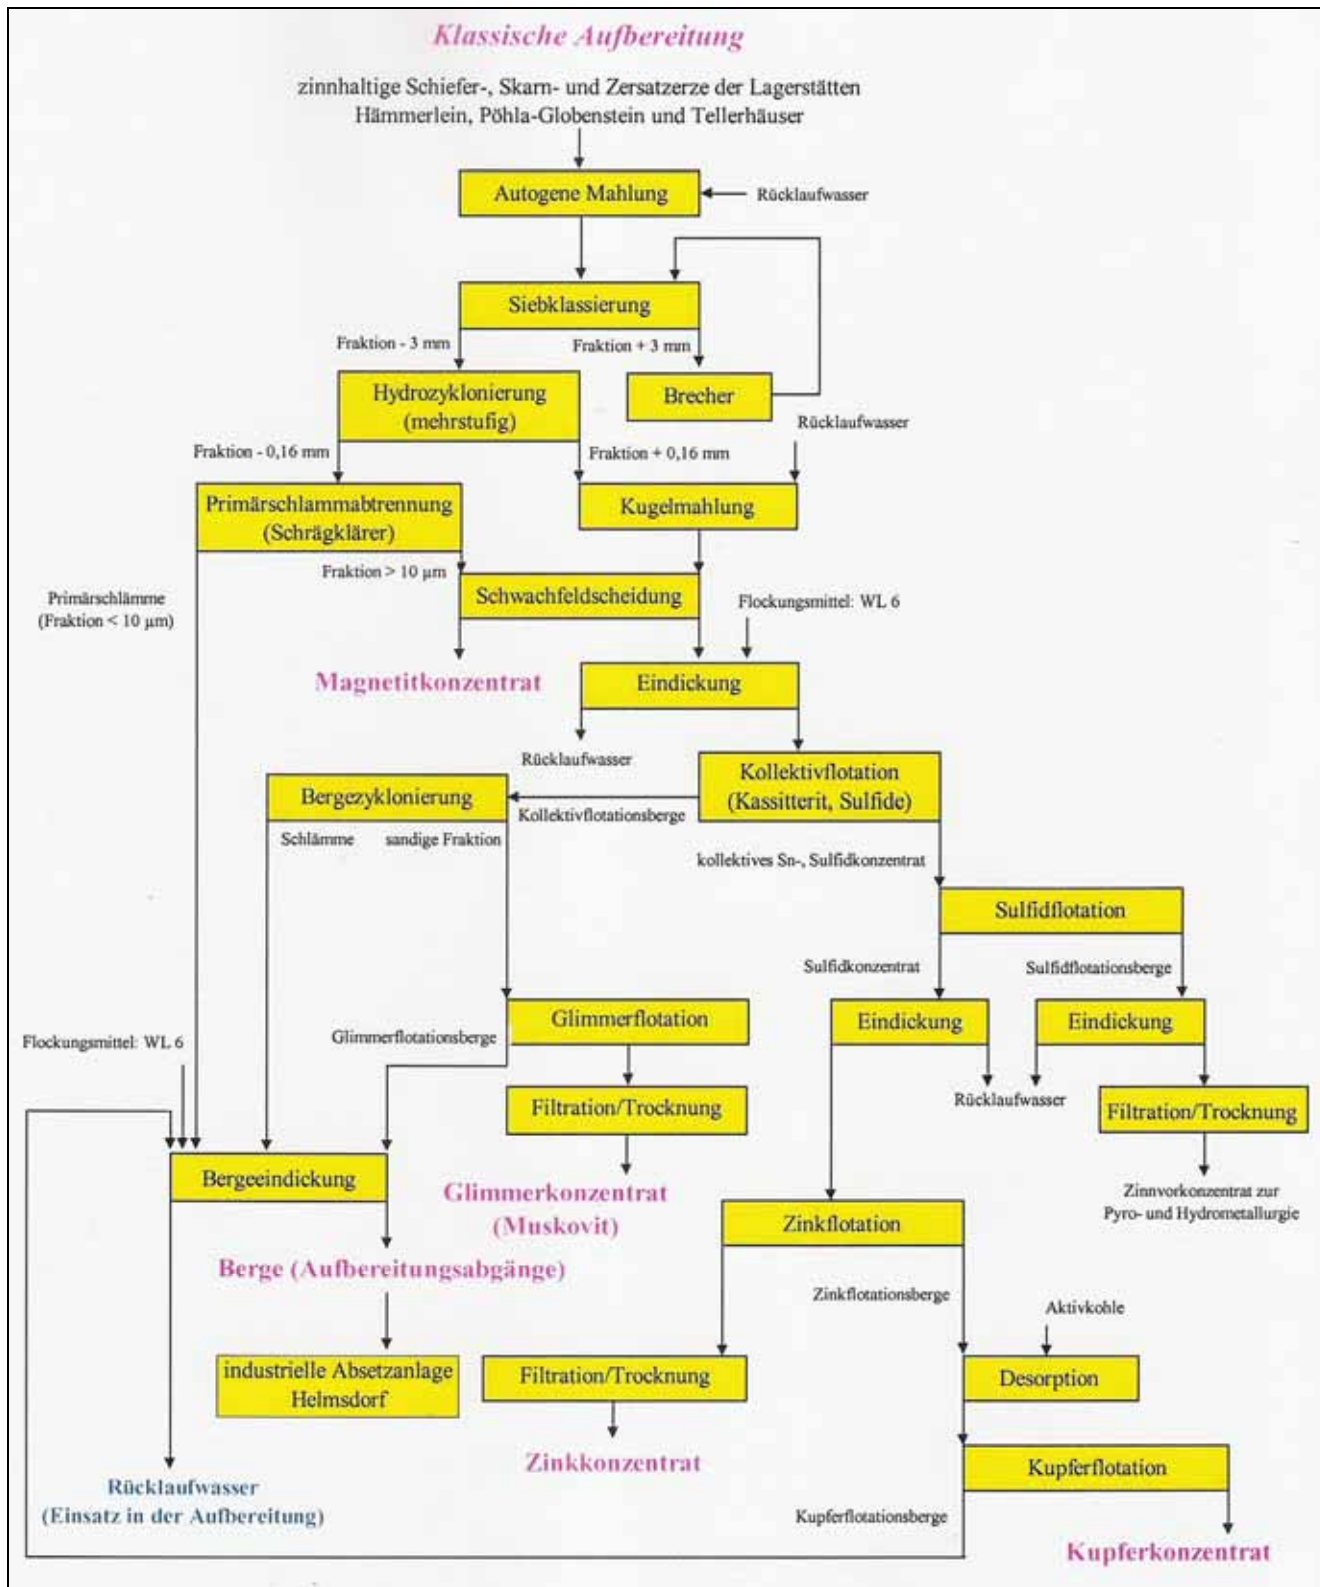 Klassische Aufbereitung
zinnhaltige Schiefer-, Skarn- und Zersatzerze der Lagerstätten
Hämmerlein, Pöhla-Globenstein und Tellerhäuser
Autogene Mahlung
Rücklaufwasser
Siebklassierung
Fraktion - 3 mm
Fraktion + 3 mm
Hydrozyklonierung
(mehrstufig)
Brecher
Rücklaufwasser
Fraktion - 0,16 mm
Fraktion + 0,16 mm
Primärschlammabtrennung
(Schrägklärer)
Kugelmahlung
Fraktion > 10 µm
Primärschlämme
(Fraktion < 10 µm)
Schwachfeldscheidung
Flockungsmittel: WL 6
Magnetitkonzentrat
Eindickung
Rücklaufwasser
Kollektivflotation
(Kassitterit, Sulfide)
Bergezyklonierung
Kollektivflotationsberge
Schlämme
sandige Fraktion
kollektives Sn-, Sulfidkonzentrat
Sulfidflotation
Sulfidkonzentrat
Sulfidflotationsberge
Glimmerflotation
Eindickung
Eindickung
Glimmerflotationsberge
Flockungsmittel: WL 6
Rücklaufwasser
Filtration/Trocknung
Filtration/Trocknung
Bergeeindickung
Glimmerkonzentrat
(Muskovit)
Zinnvorkonzentrat zur
Pyro- und Hydrometallurgie
Zinkflotation
Berge (Aufbereitungsabgänge)
Zinkflotationsberge
Aktivkohle
industrielle Absetzanlage
Helmsdorf
Filtration/Trocknung
Desorption
Zinkkonzentrat
Kupferflotation
Rücklaufwasser
(Einsatz in der Aufbereitung)
Kupferflotationsberge
Kupferkonzentrat